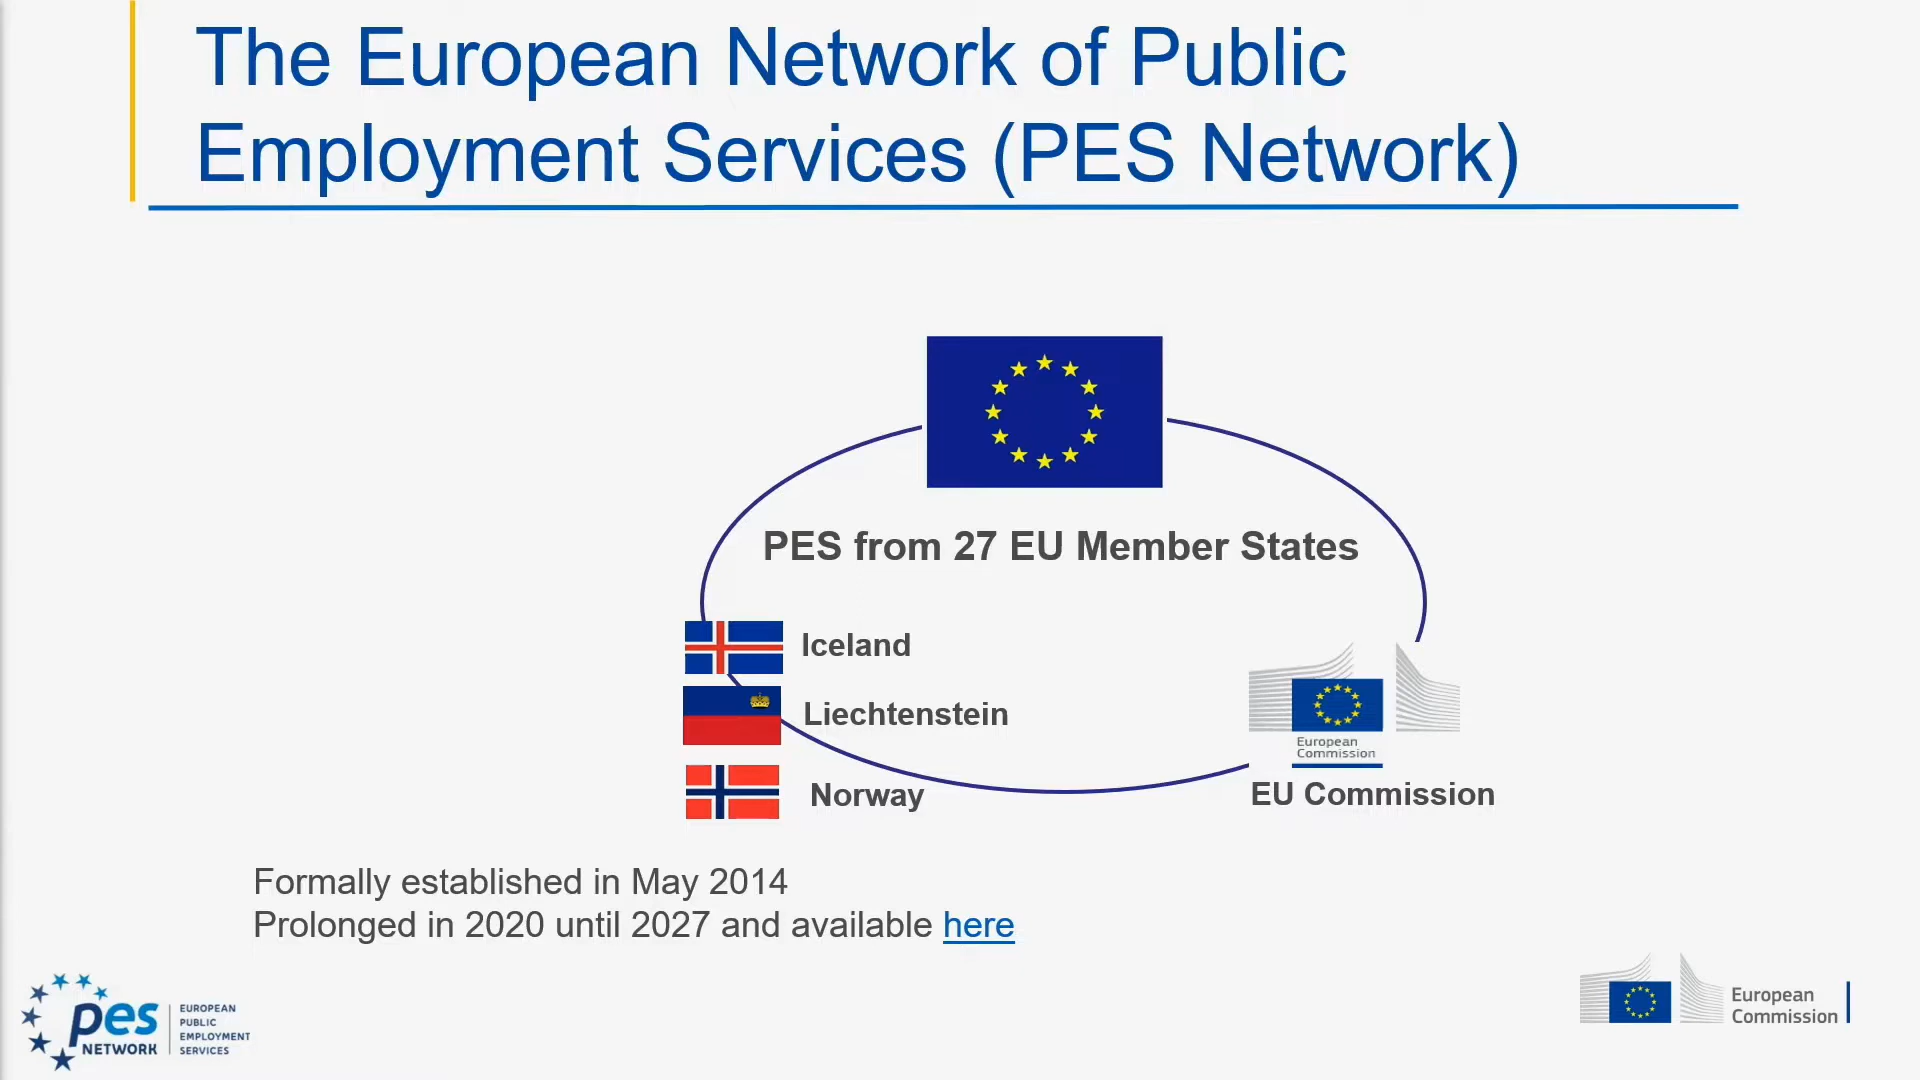 The European Network of Public
Employment Services (PES Network)
PES from 27 EU Member States
Iceland
Liechtenstein
Norway
European
Commission
EU Commission
Formally established in May 2014
Prolonged in 2020 until 2027 and available here
pes
NETWORK
EUROPEAN
PUBLIC
EMPLOYMENT
SERVICES
European
Commission